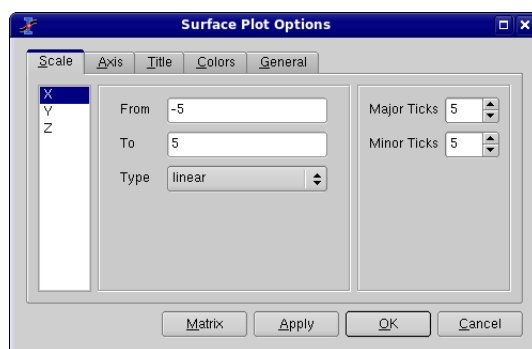 Surface Plot Options
Scale Axis Title Colors General
X
Y
Z
From -5
To 5
Type linear
Major Ticks 5
Minor Ticks 5
Matrix Apply OK Cancel